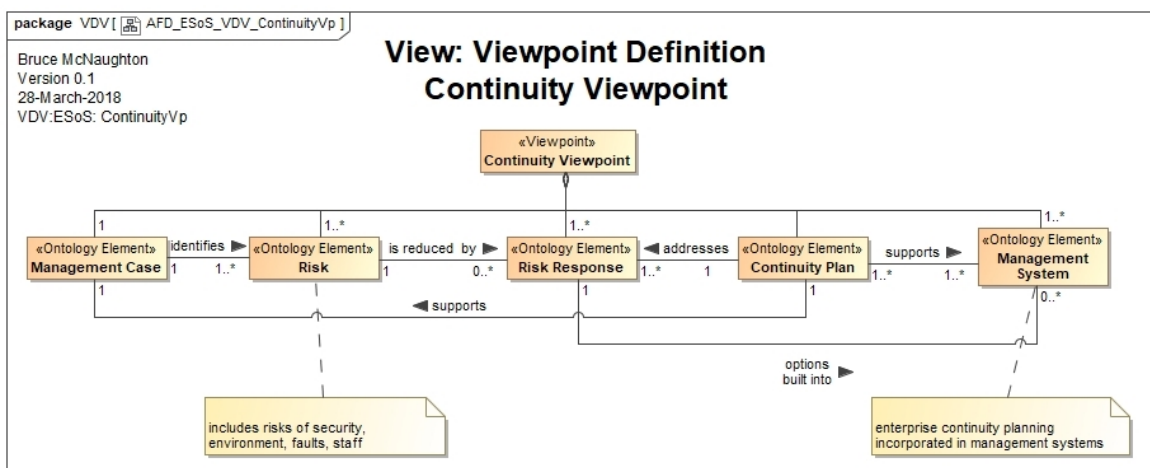 package VDV [ AFD_ESoS_VDV_ContinuityVp ]
Bruce McNaughton
Version 0.1
28-March-2018
VDV:ESoS: ContinuityVp
View: Viewpoint Definition
Continuity Viewpoint
«Viewpoint»
Continuity Viewpoint
1
1..*
1..*
1..*
«Ontology Element»
Management Case
identifies
1
1..*
«Ontology Element»
Risk
is reduced by
1
0..*
«Ontology Element»
Risk Response
addresses
1..*
1
«Ontology Element»
Continuity Plan
supports
1..*
1..*
«Ontology Element»
Management
System
1
supports
1
1
0..*
options
built into
includes risks of security,
environment, faults, staff
enterprise continuity planning
incorporated in management systems